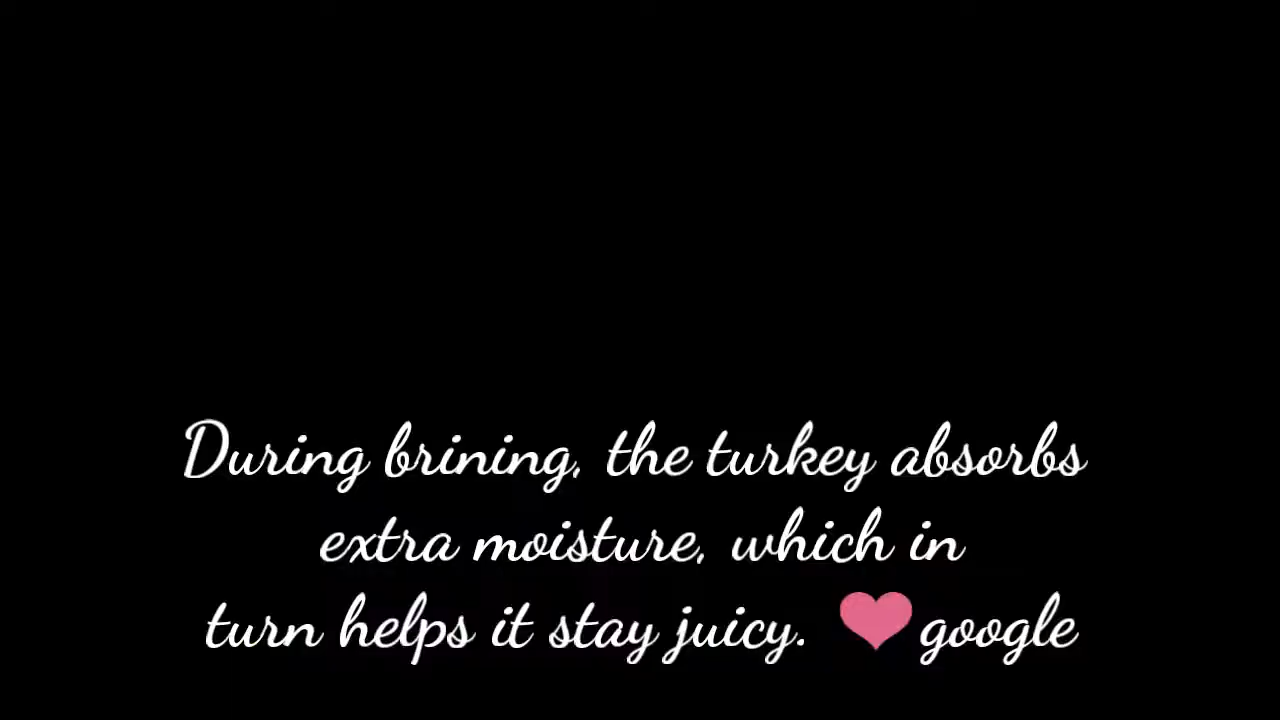 During brining, the turkey absorbs
extra moisture, which in
turn helps it stay juicy. ❤google